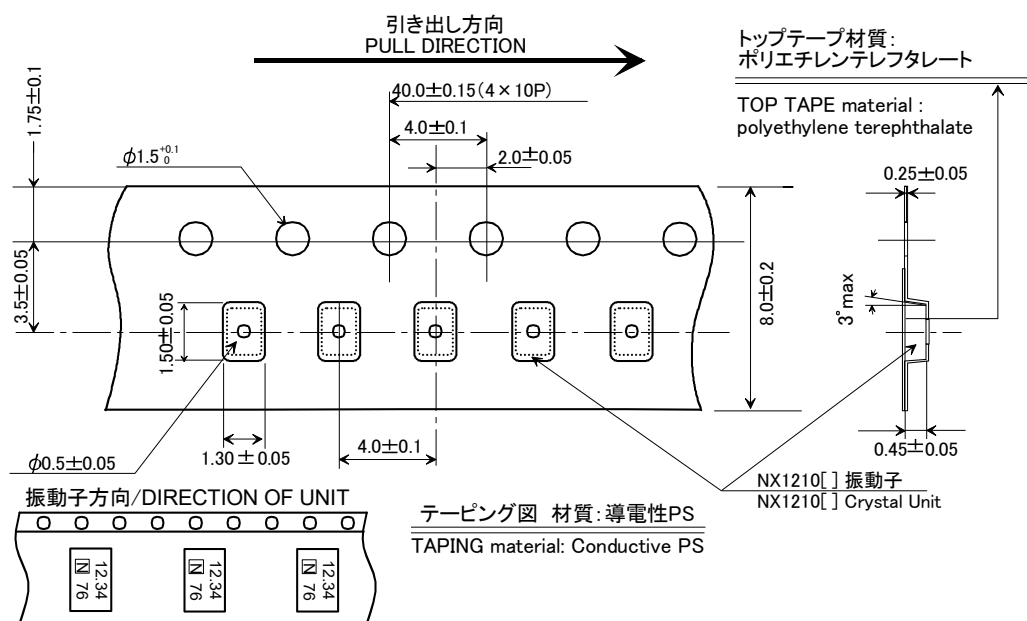 引き出し方向
PULL DIRECTION
トップテープ材質：
ポリエチレンテレフタレート
TOP TAPE material :
polyethylene terephthalate
1.75±0.1
40.0±0.15(4×10P)
4.0±0.1
2.0±0.05
φ1.5 +0.1 0
0.25±0.05
3.5±0.05
8.0±0.2
3°max
1.50±0.05
φ0.5±0.05
1.30±0.05
4.0±0.1
0.45±0.05
NX1210[ ] 振動子
NX1210[ ] Crystal Unit
振動子方向/DIRECTION OF UNIT
テーピング図 材質：導電性PS
TAPING material: Conductive PS
12.34
N 76
12.34
N 76
12.34
N 76